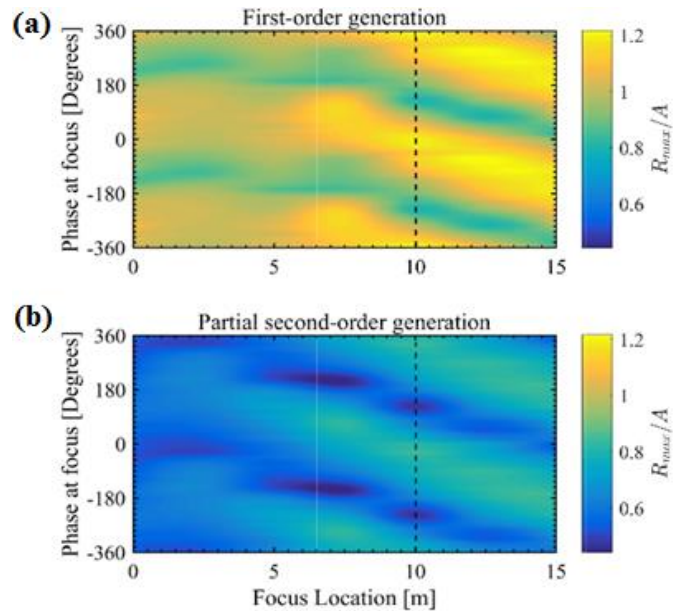 (a)
First-order generation
360
180
0
-180
-360
Phase at focus [Degrees]
0
5
10
15
1.2
1
0.8
0.6
R_max/A
(b)
Partial second-order generation
360
180
0
-180
-360
Phase at focus [Degrees]
0
5
10
15
Focus Location [m]
1.2
1
0.8
0.6
R_max/A